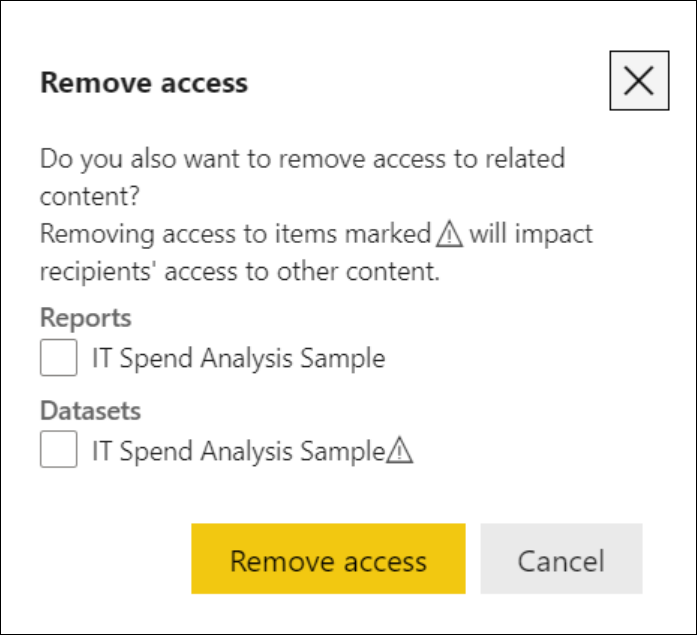 Remove access
Do you also want to remove access to related
content?
Removing access to items marked⚠ will impact
recipients' access to other content.
Reports
IT Spend Analysis Sample
Datasets
IT Spend Analysis Sample⚠
Remove access
Cancel